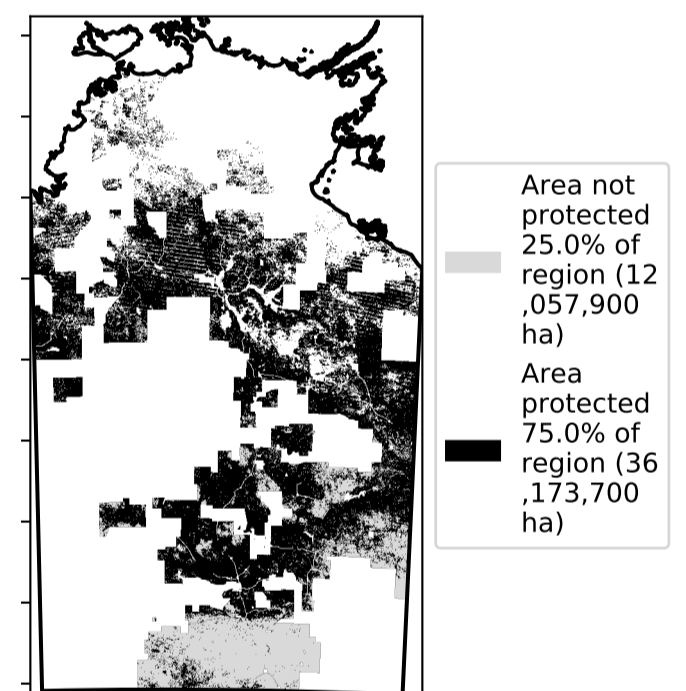 Area not
protected
25.0% of
region (12
,057,900
ha)
Area
protected
75.0% of
region (36
,173,700
ha)